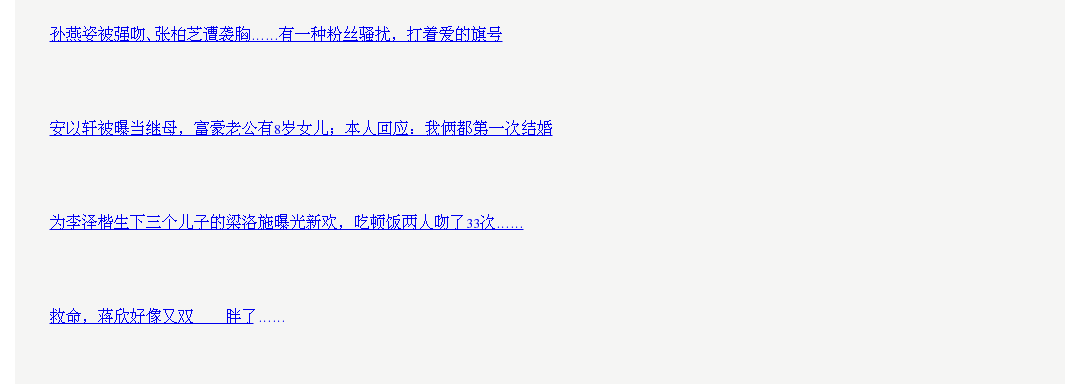 孙燕姿被强吻、张柏芝遭袭胸……有一种粉丝骚扰，打着爱的旗号
安以轩被曝当继母，富豪老公有8岁女儿；本人回应：我俩都第一次结婚
为李泽楷生下三个儿子的梁洛施曝光新欢，吃顿饭两人吻了33次……
救命，蒋欣好像又双　　胖了……